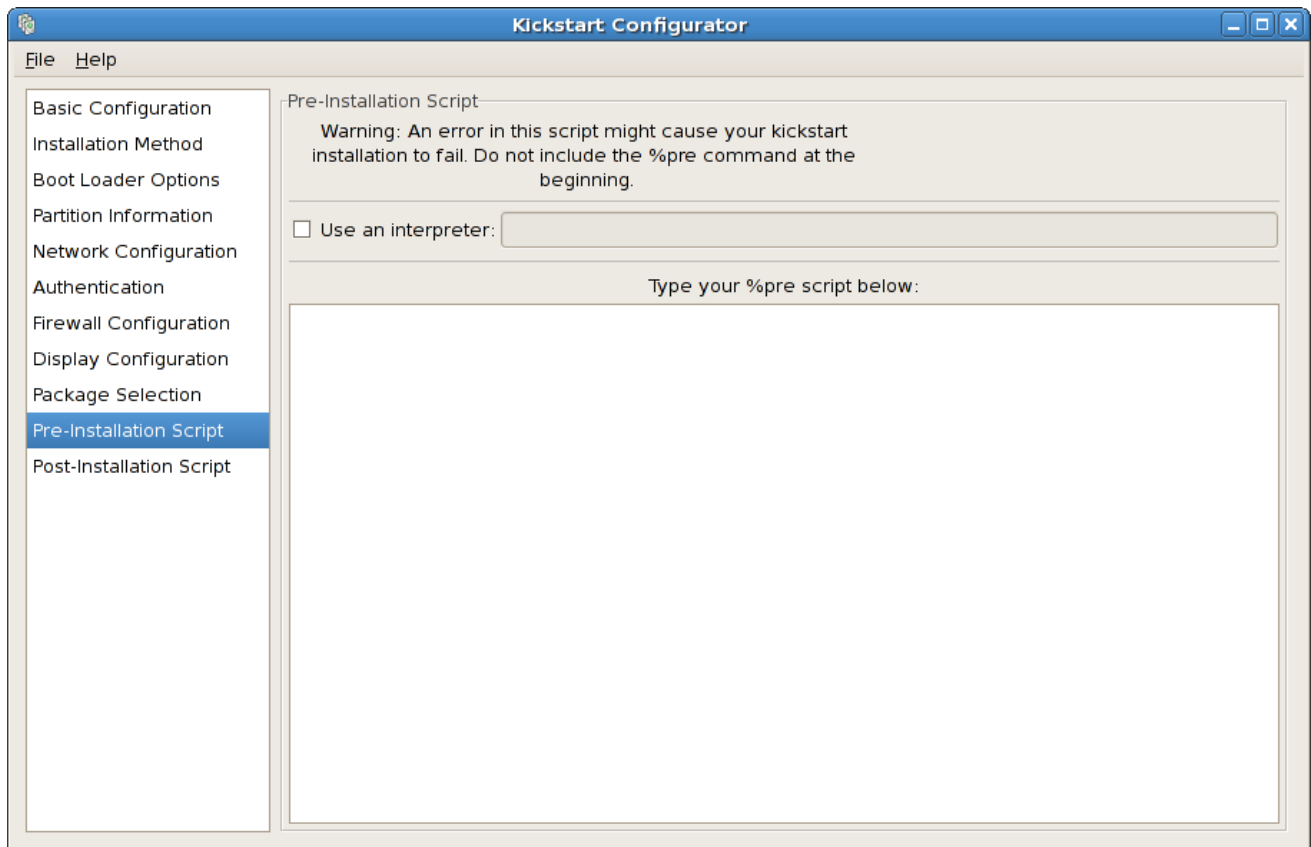 Kickstart Configurator
File Help
Basic Configuration
Installation Method
Boot Loader Options
Partition Information
Network Configuration
Authentication
Firewall Configuration
Display Configuration
Package Selection
Pre-Installation Script
Post-Installation Script
Pre-Installation Script
Warning: An error in this script might cause your kickstart
installation to fail. Do not include the %pre command at the
beginning.
Use an interpreter:
Type your %pre script below: